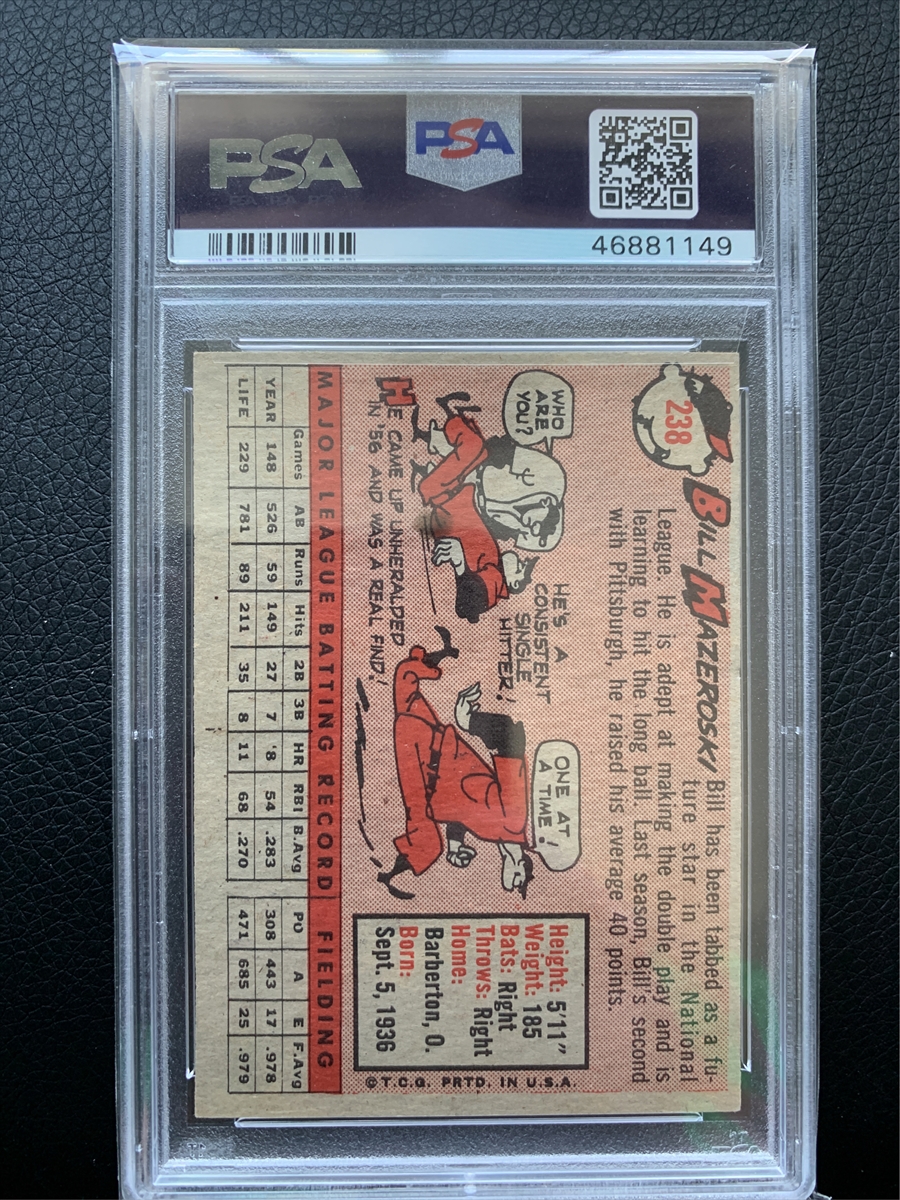 PSA
PSA
46881149
238
BILL MAZEROSKI
Bill has been tabbed as a fu-
ture star in the National
League. He is adept at making the double play and is
learning to hit the long ball. Last season, Bill's second
with Pittsburgh, he raised his average 40 points.
WHO
ARE
YOU?
HE'S A
CONSISTENT
SINGLE
HITTER!
ONE AT
A TIME!
HE CAME UP UNHERALDED
IN '56 AND WAS A REAL FIND!
Height: 5'11"
Weight: 185
Bats: Right
Throws: Right
Home:
Barberton, O.
Born:
Sept. 5, 1936
©T.C.G. PRTD. IN U.S.A.
MAJOR LEAGUE BATTING RECORD FIELDING
Games AB Runs Hits 2B 3B HR RBI B.Avg PO A E F.Avg
YEAR 148 526 59 149 27 7 8 54 .283 308 443 17 .978
LIFE 229 781 89 211 35 8 11 68 .270 471 685 25 .979